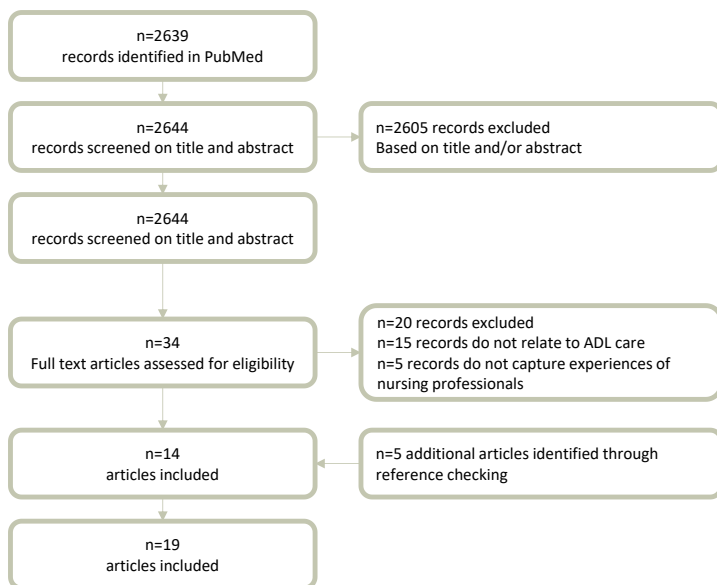 n=2639
records identified in PubMed
n=2644
records screened on title and abstract
n=2605 records excluded
Based on title and/or abstract
n=2644
records screened on title and abstract
n=34
Full text articles assessed for eligibility
n=20 records excluded
n=15 records do not relate to ADL care
n=5 records do not capture experiences of
nursing professionals
n=14
articles included
n=5 additional articles identified through
reference checking
n=19
articles included